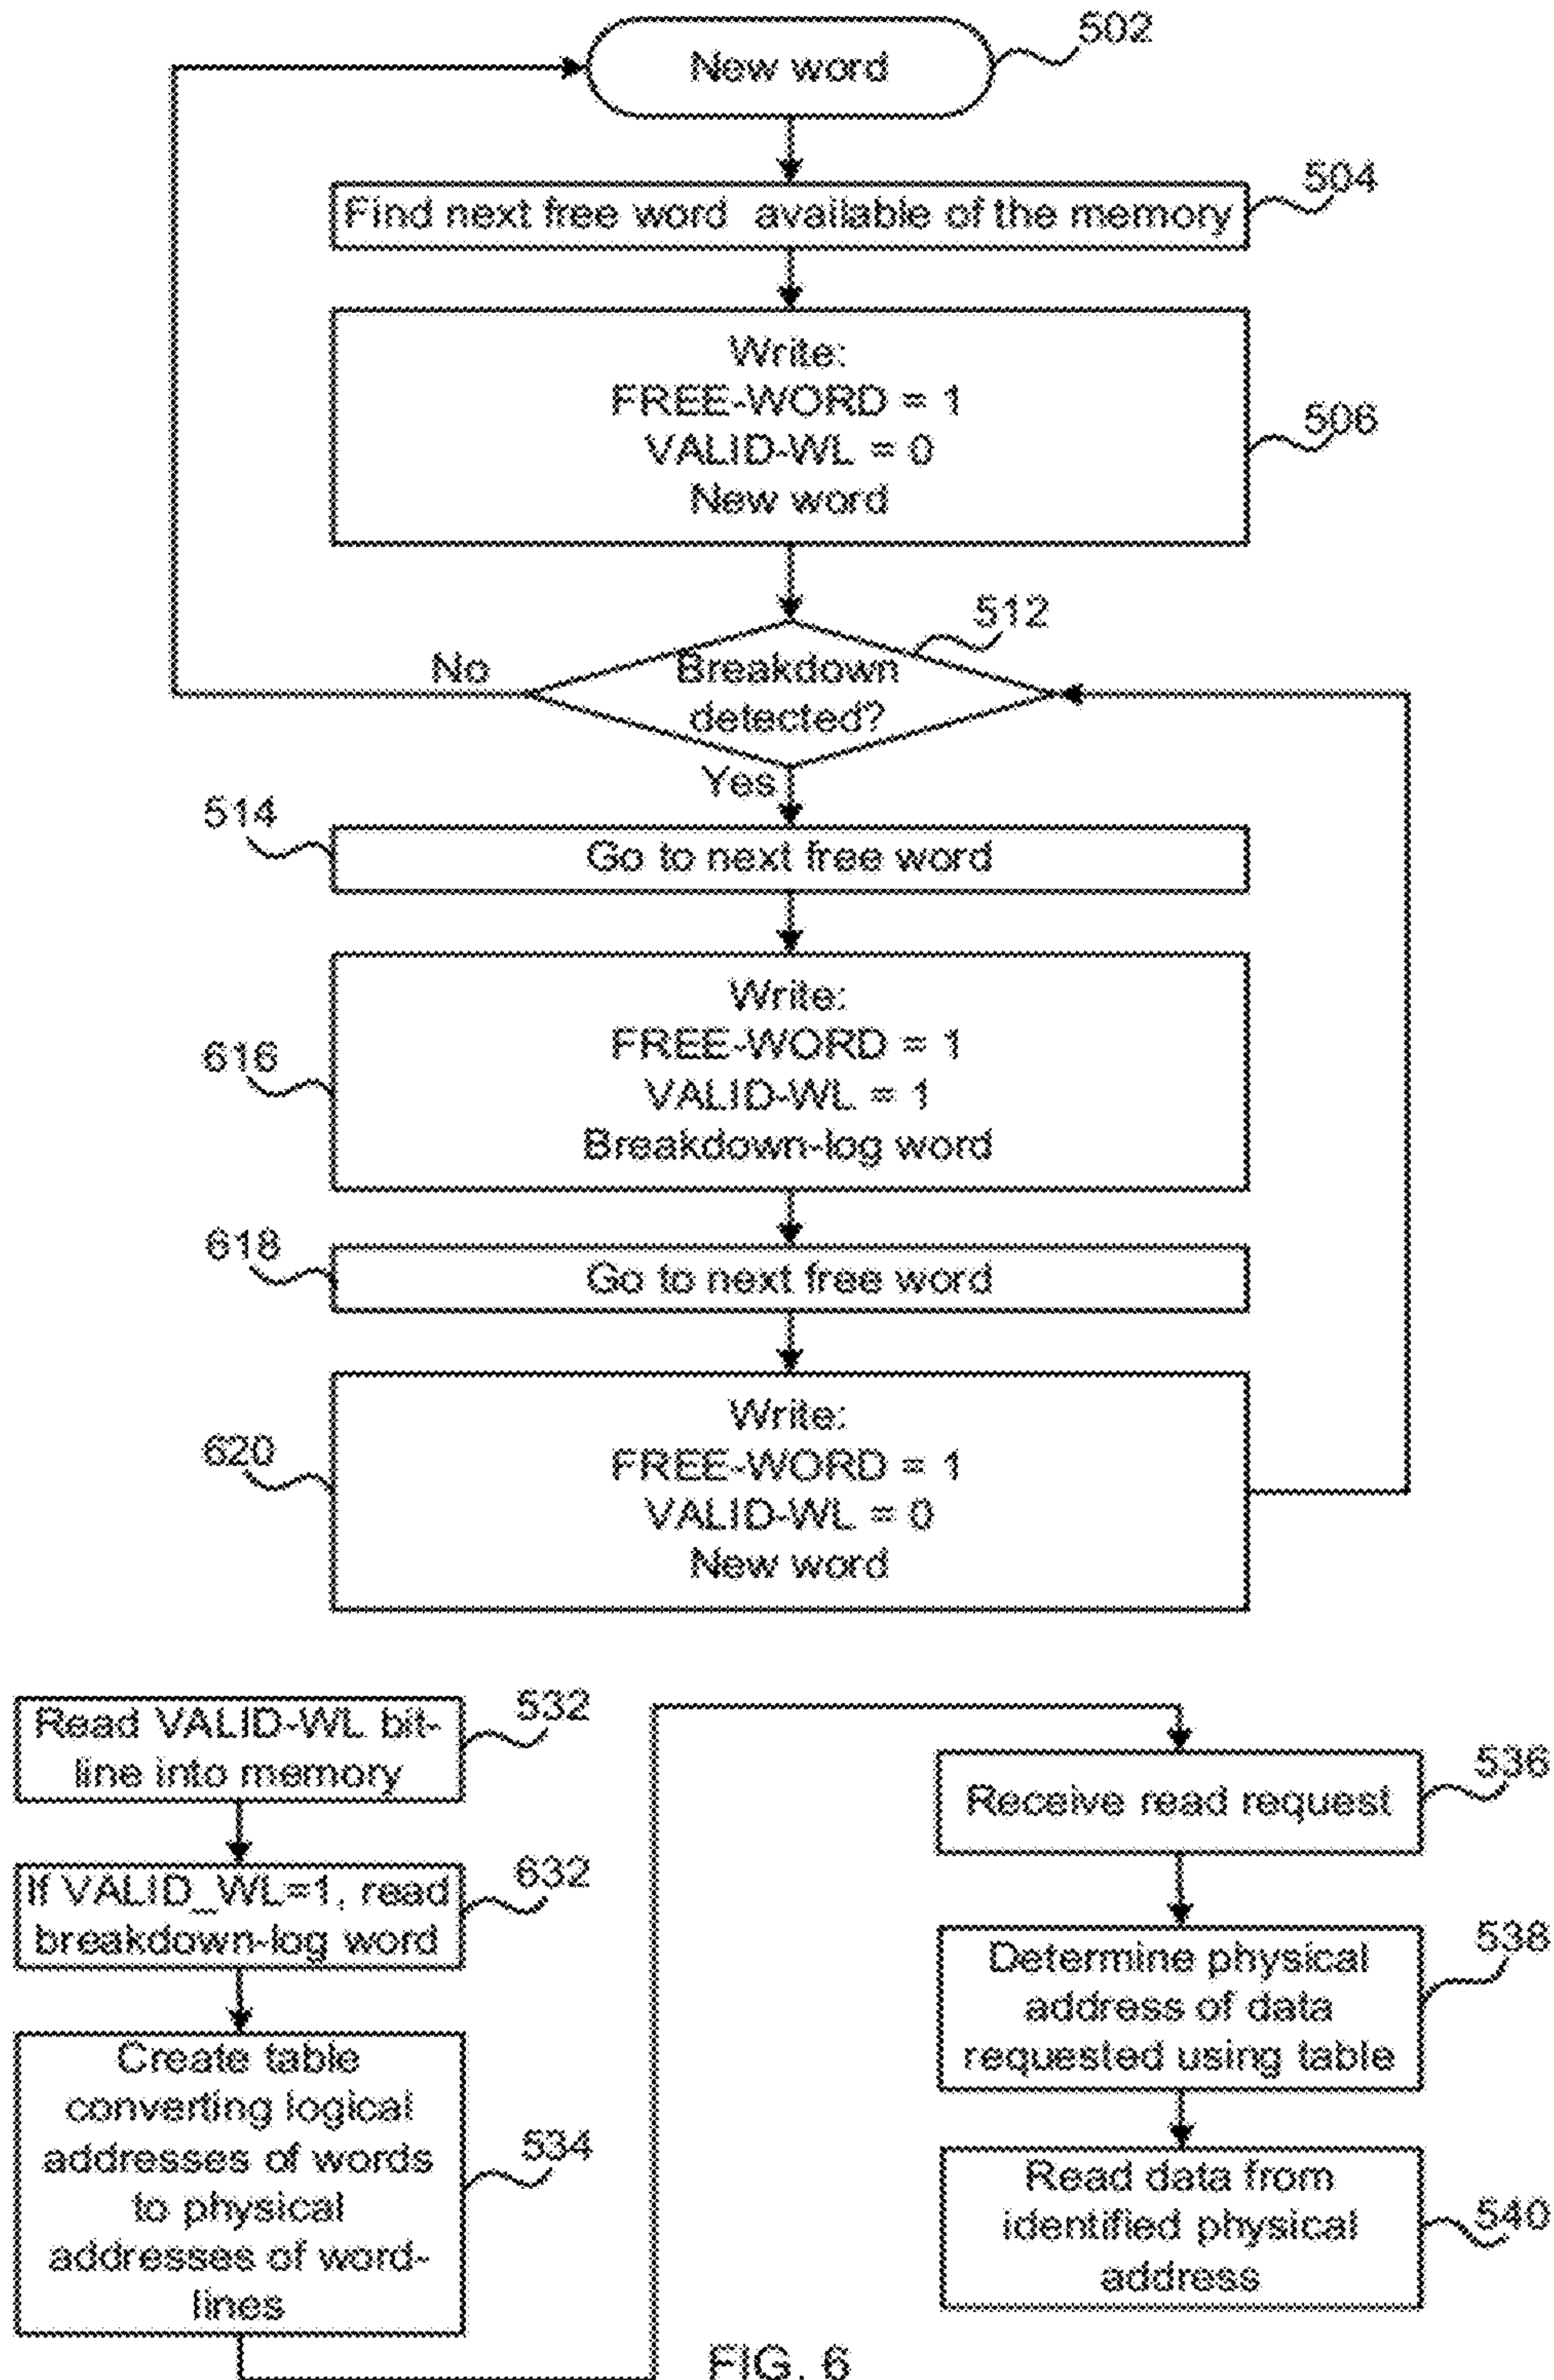 502
New word
504
Find next free word available of the memory
Write:
FREE-WORD = 1
VALID-WL = 0
New word
506
512
No
Breakdown
detected?
Yes
514
Go to next free word
Write:
FREE-WORD = 1
VALID-WL = 1
Breakdown-log word
616
618
Go to next free word
Write:
FREE-WORD = 1
VALID-WL = 0
New word
620
532
Read VALID-WL bit-
line into memory
632
If VALID_WL=1, read
breakdown-log word
Create table
converting logical
addresses of words
to physical
addresses of word-
lines
534
536
Receive read request
538
Determine physical
address of data
requested using table
Read data from
identified physical
address
540
FIG. 6